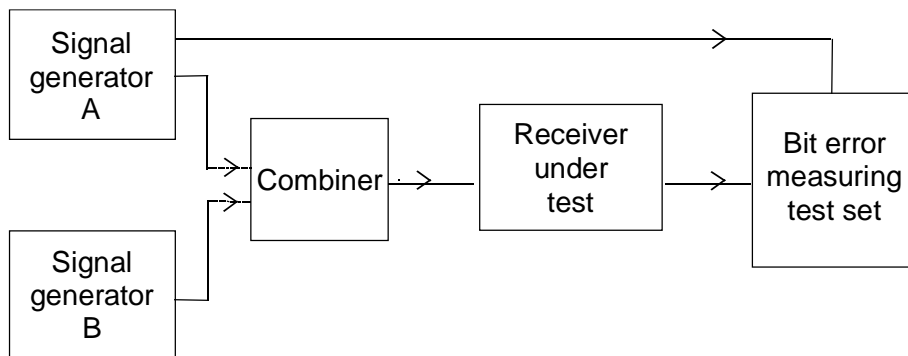 Signal
generator
A
Combiner
Receiver
under
test
Bit error
measuring
test set
Signal
generator
B